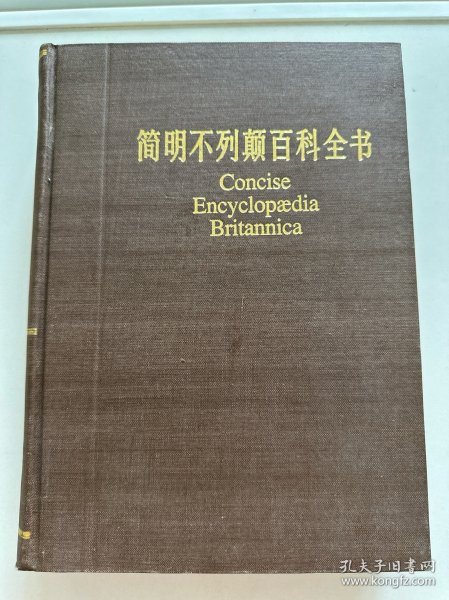 简明不列颠百科全书
Concise
Encyclopædia
Britannica
孔夫子旧书网
www.kongfz.com